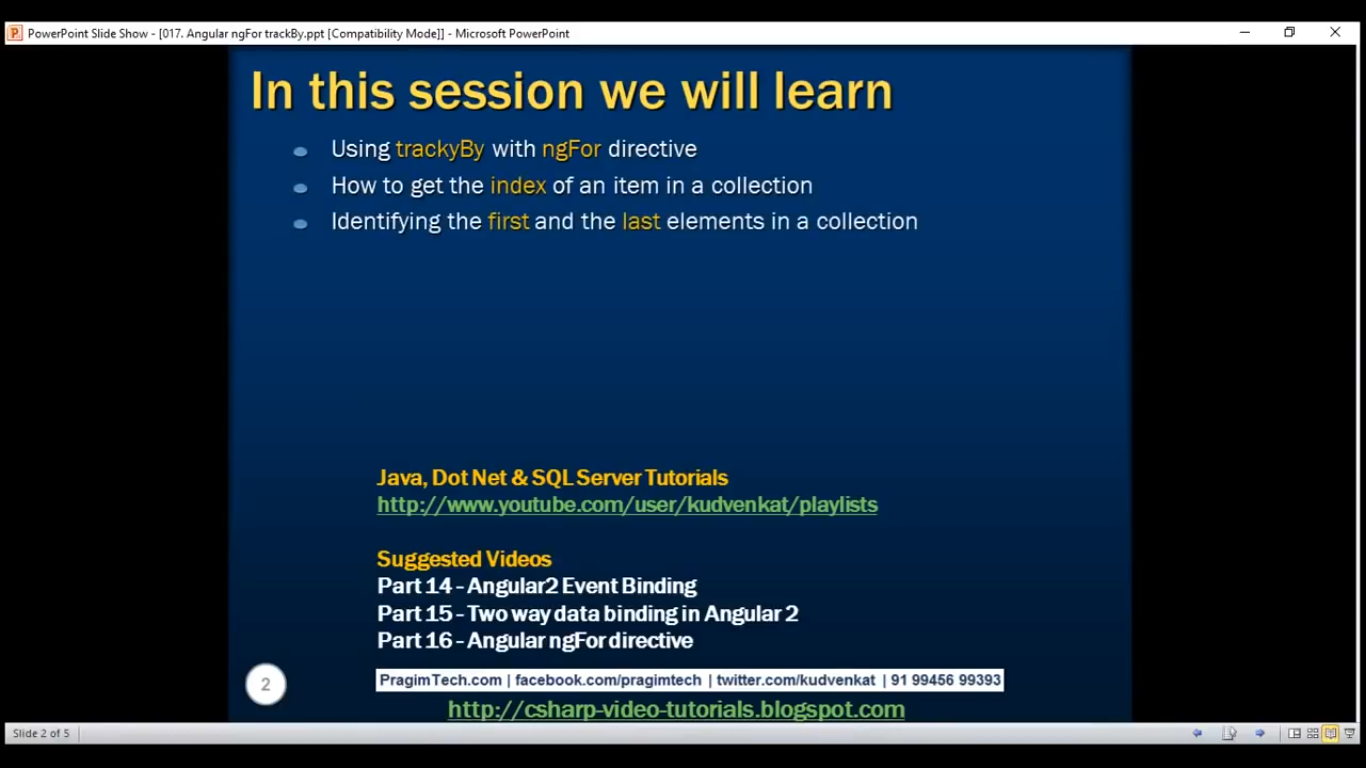 PowerPoint Slide Show - [017. Angular ngFor trackBy.ppt [Compatibility Mode]] - Microsoft PowerPoint
In this session we will learn
Using trackyBy with ngFor directive
How to get the index of an item in a collection
Identifying the first and the last elements in a collection
Java, Dot Net & SQL Server Tutorials
http://www.youtube.com/user/kudvenkat/playlists
Suggested Videos
Part 14 - Angular2 Event Binding
Part 15 - Two way data binding in Angular 2
Part 16 - Angular ngFor directive
2
PragimTech.com | facebook.com/pragimtech | twitter.com/kudvenkat | 91 99456 99393
http://csharp-video-tutorials.blogspot.com
Slide 2 of 5